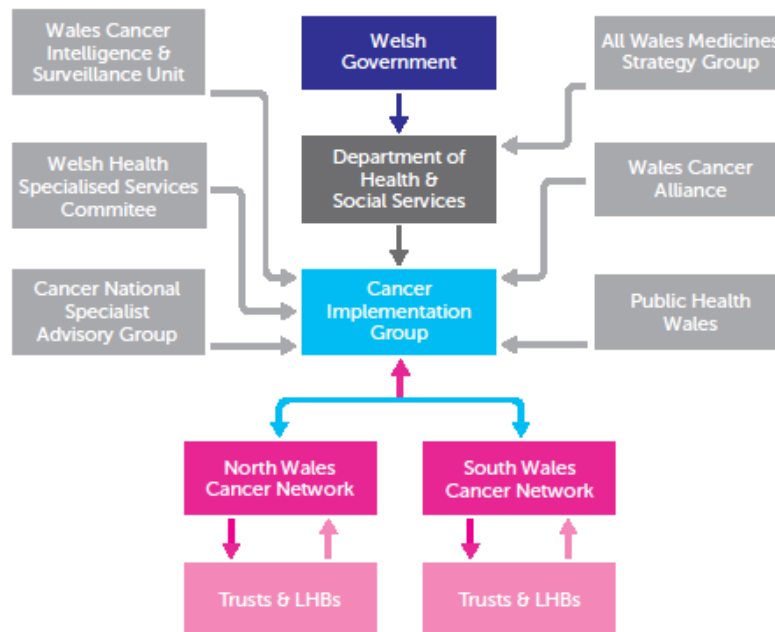 Wales Cancer
Intelligence &
Surveillance Unit
Welsh
Government
All Wales Medicines
Strategy Group
Welsh Health
Specialised Services
Commitee
Department of
Health &
Social Services
Wales Cancer
Alliance
Cancer National
Specialist
Advisory Group
Cancer
Implementation
Group
Public Health
Wales
North Wales
Cancer Network
South Wales
Cancer Network
Trusts & LHBs
Trusts & LHBs